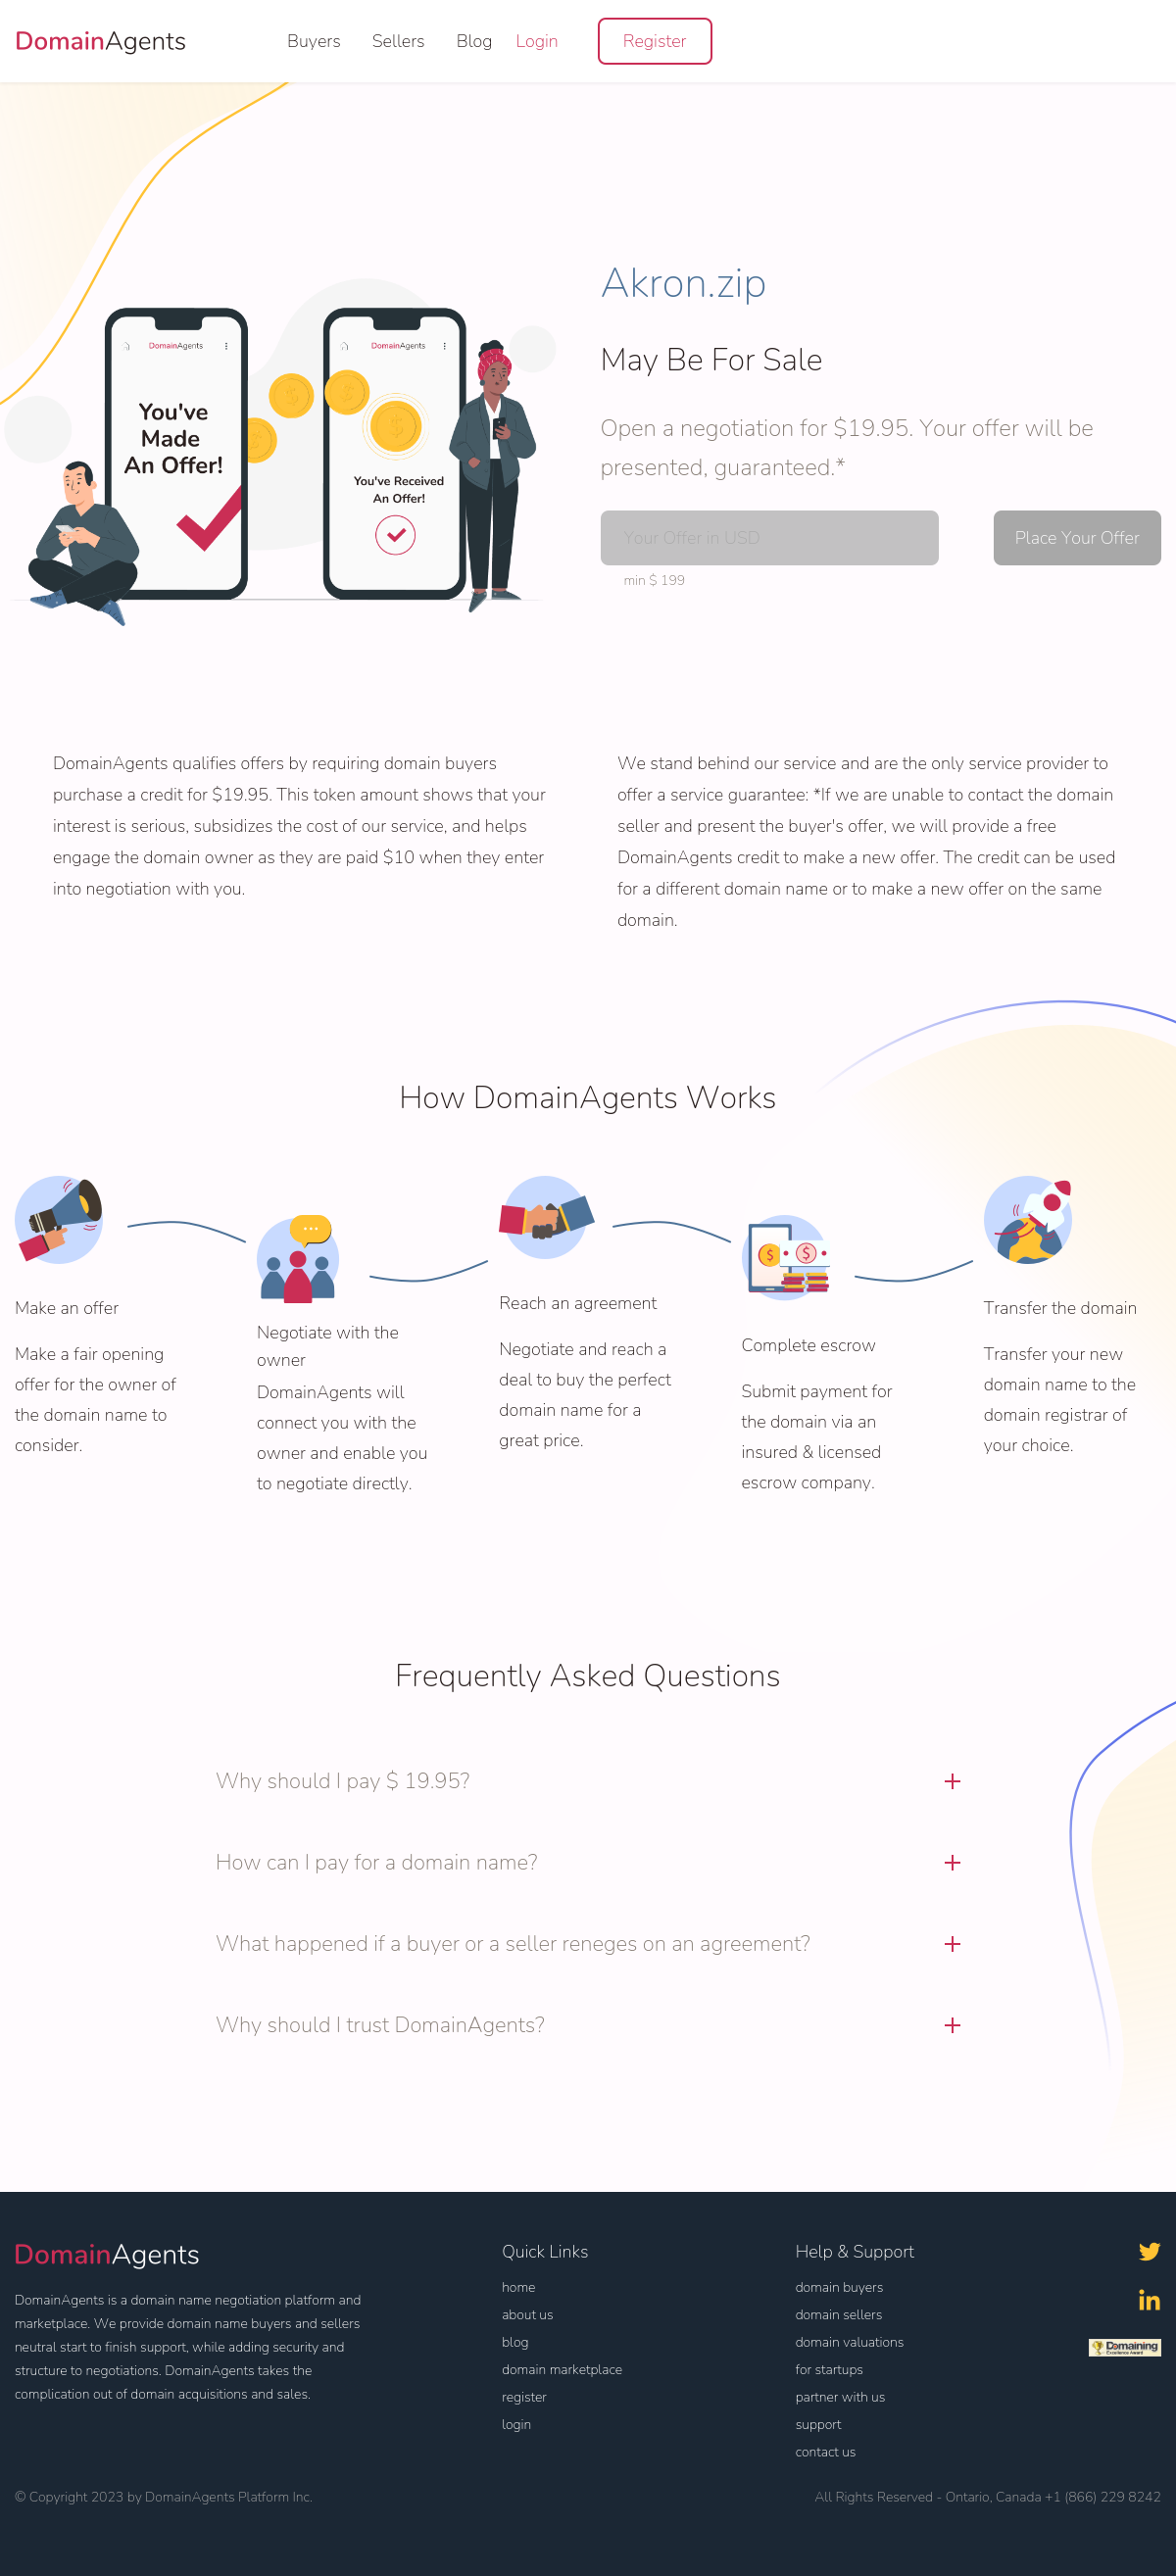 DomainAgents
Buyers
Sellers
Blog
Login
Register
DomainAgents
You've
Made
An Offer!
DomainAgents
You've Received
An Offer!
Akron.zip
May Be For Sale
Open a negotiation for $19.95. Your offer will be
presented, guaranteed.*
Your Offer in USD
Place Your Offer
min $ 199
DomainAgents qualifies offers by requiring domain buyers
purchase a credit for $19.95. This token amount shows that your
interest is serious, subsidizes the cost of our service, and helps
engage the domain owner as they are paid $10 when they enter
into negotiation with you.
We stand behind our service and are the only service provider to
offer a service guarantee: *If we are unable to contact the domain
seller and present the buyer's offer, we will provide a free
DomainAgents credit to make a new offer. The credit can be used
for a different domain name or to make a new offer on the same
domain.
How DomainAgents Works
Make an offer
Make a fair opening
offer for the owner of
the domain name to
consider.
Negotiate with the
owner
DomainAgents will
connect you with the
owner and enable you
to negotiate directly.
Reach an agreement
Negotiate and reach a
deal to buy the perfect
domain name for a
great price.
Complete escrow
Submit payment for
the domain via an
insured & licensed
escrow company.
Transfer the domain
Transfer your new
domain name to the
domain registrar of
your choice.
Frequently Asked Questions
Why should I pay $ 19.95?
How can I pay for a domain name?
What happened if a buyer or a seller reneges on an agreement?
Why should I trust DomainAgents?
DomainAgents
DomainAgents is a domain name negotiation platform and
marketplace. We provide domain name buyers and sellers
neutral start to finish support, while adding security and
structure to negotiations. DomainAgents takes the
complication out of domain acquisitions and sales.
Quick Links
home
about us
blog
domain marketplace
register
login
Help & Support
domain buyers
domain sellers
domain valuations
for startups
partner with us
support
contact us
in
Domaining
Excellence Award
© Copyright 2023 by DomainAgents Platform Inc.
All Rights Reserved - Ontario, Canada +1 (866) 229 8242